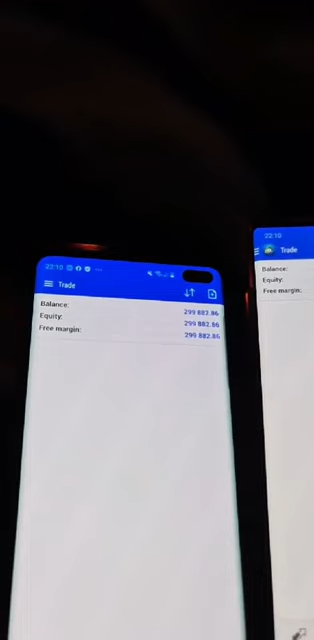 22:10
Trade
Balance: 299 882.86
Equity: 299 882.86
Free margin: 299 882.86
22:10
Trade
Balance:
Equity:
Free margin: